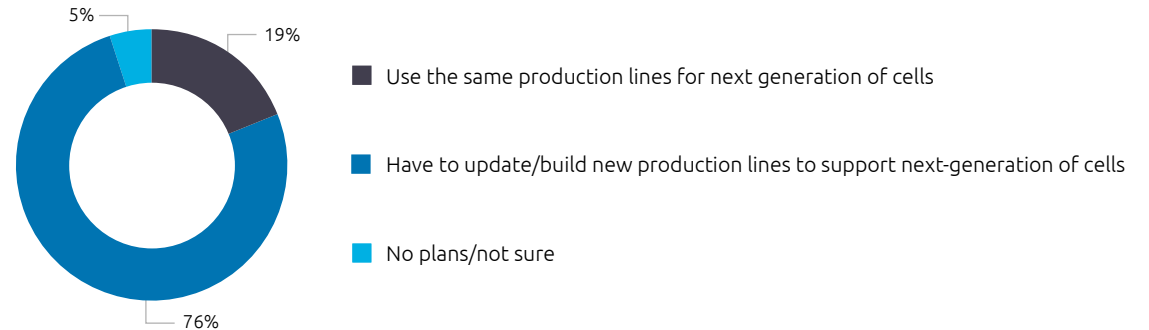 5%
19%
Use the same production lines for next generation of cells
Have to update/build new production lines to support next-generation of cells
No plans/not sure
76%